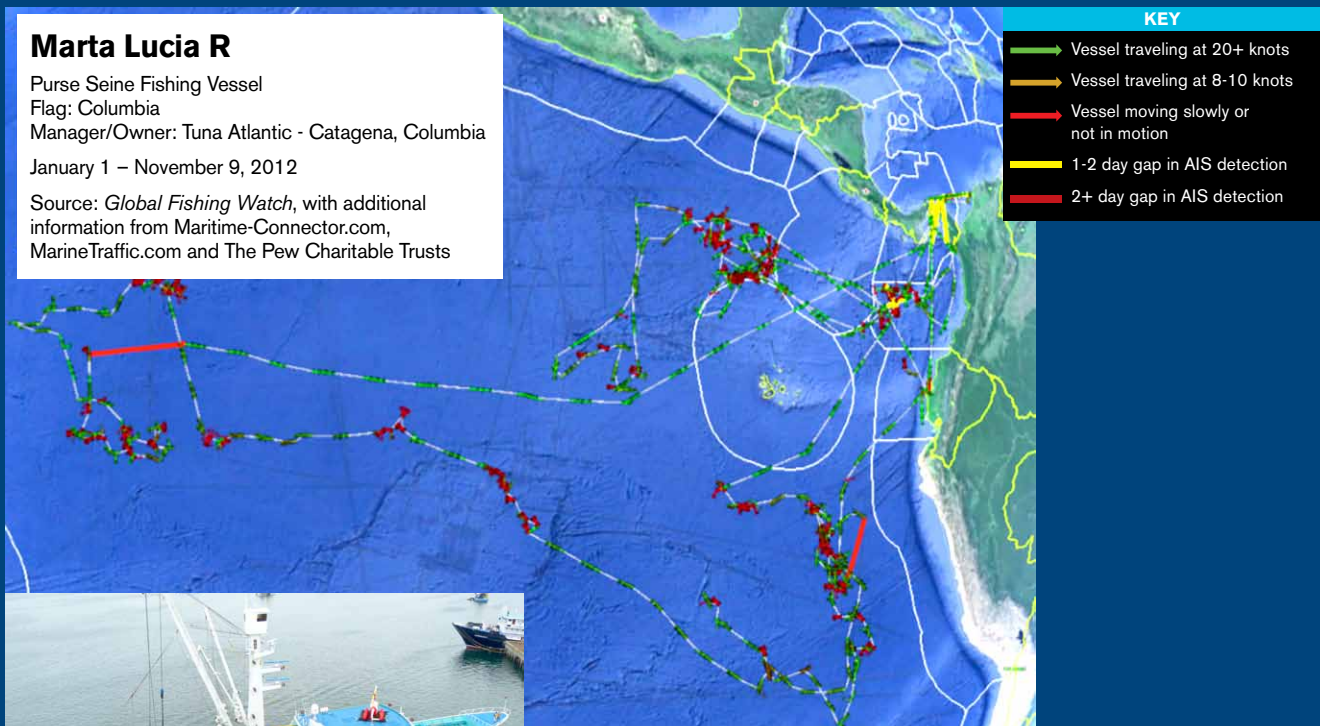 Marta Lucia R
Purse Seine Fishing Vessel
Flag: Columbia
Manager/Owner: Tuna Atlantic - Catagena, Columbia
January 1 – November 9, 2012
Source: Global Fishing Watch, with additional
information from Maritime-Connector.com,
MarineTraffic.com and The Pew Charitable Trusts
KEY
Vessel traveling at 20+ knots
Vessel traveling at 8-10 knots
Vessel moving slowly or
not in motion
1-2 day gap in AIS detection
2+ day gap in AIS detection